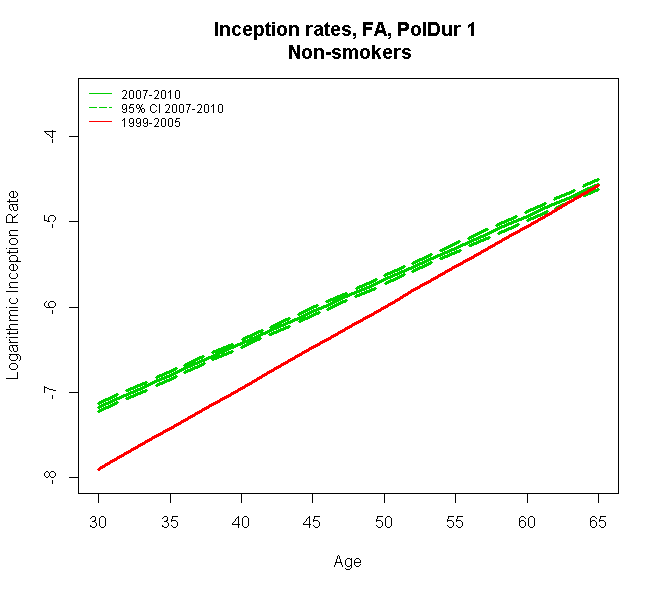 Inception rates, FA, PolDur 1
Non-smokers
2007-2010
95% CI 2007-2010
1999-2005
Logarithmic Inception Rate
-4
-5
-6
-7
-8
30 35 40 45 50 55 60 65
Age